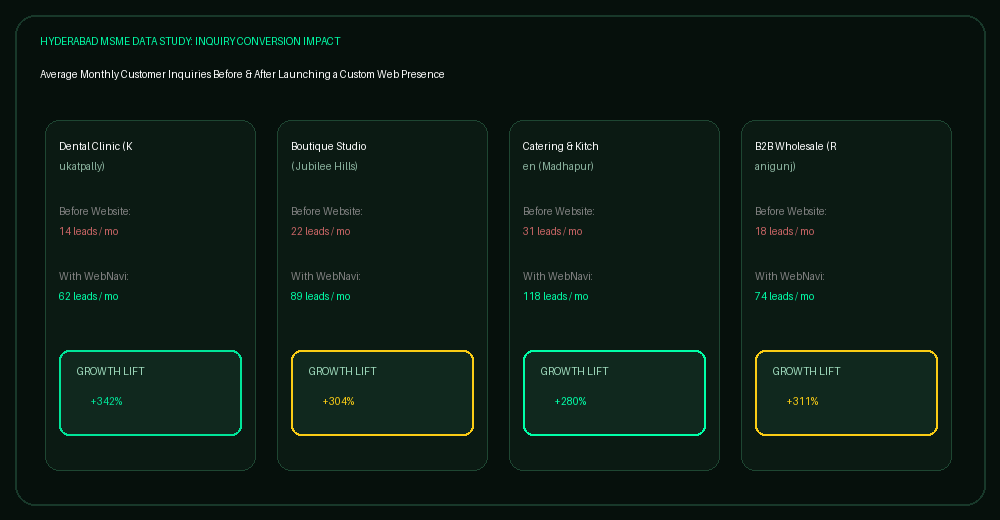 HYDERABAD MSME DATA STUDY: INQUIRY CONVERSION IMPACT
Average Monthly Customer Inquiries Before & After Launching a Custom Web Presence
Dental Clinic (K
ukatpally)
Before Website:
14 leads / mo
With WebNavi:
62 leads / mo
GROWTH LIFT
+342%
Boutique Studio
(Jubilee Hills)
Before Website:
22 leads / mo
With WebNavi:
89 leads / mo
GROWTH LIFT
+304%
Catering & Kitch
en (Madhapur)
Before Website:
31 leads / mo
With WebNavi:
118 leads / mo
GROWTH LIFT
+280%
B2B Wholesale (R
anigunj)
Before Website:
18 leads / mo
With WebNavi:
74 leads / mo
GROWTH LIFT
+311%